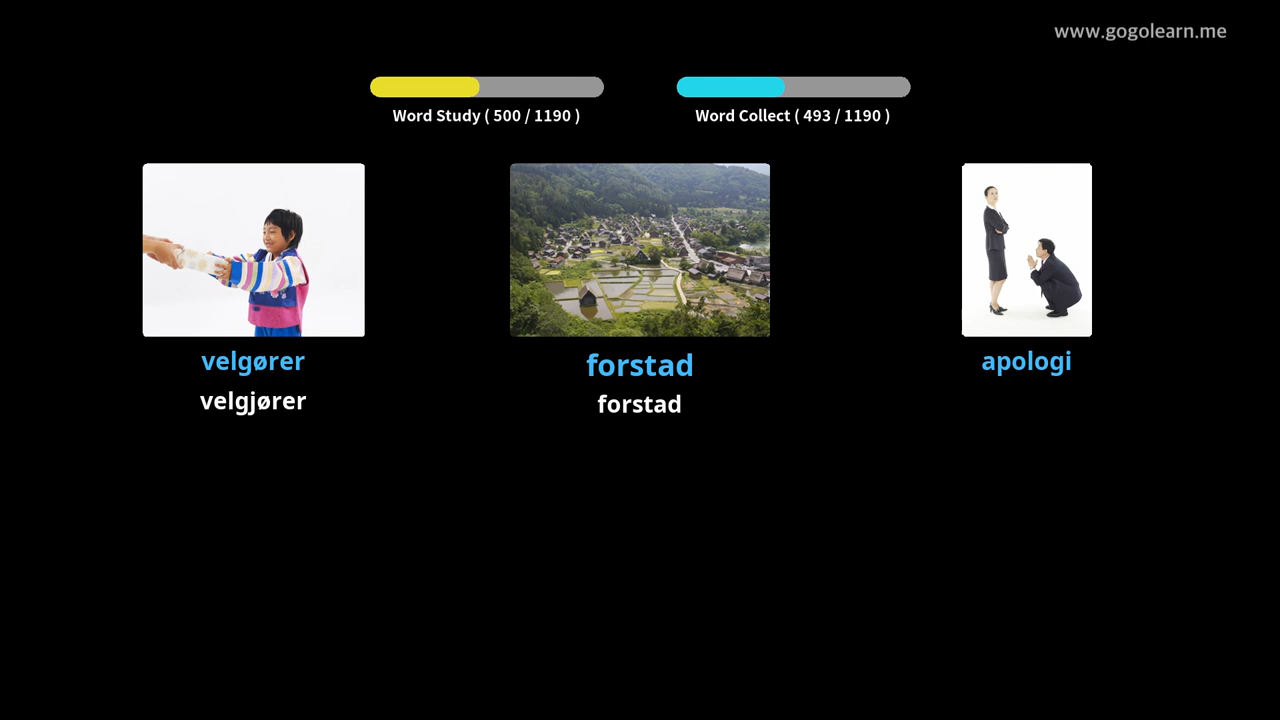 www.gogolearn.me
Word Study ( 500 / 1190 )
Word Collect ( 493 / 1190 )
velgører
velgjører
forstad
forstad
apologi